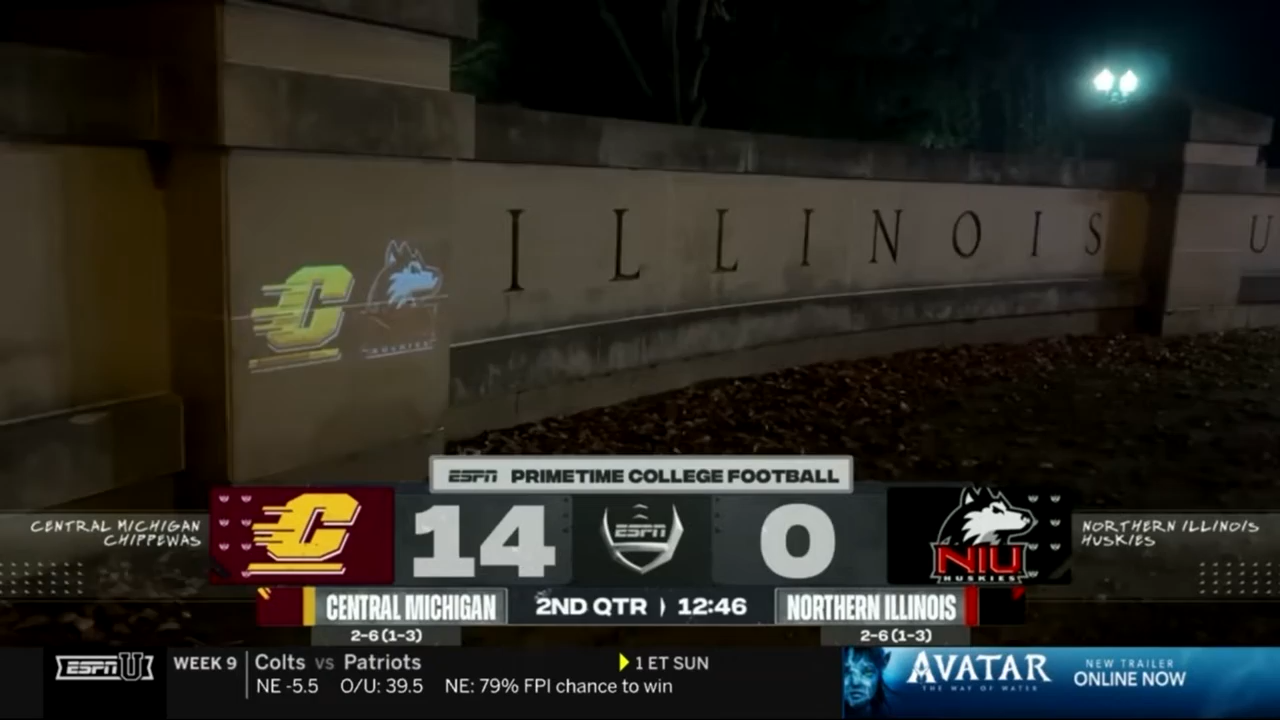 ILLINOIS U
HUSKIES
ESPN PRIMETIME COLLEGE FOOTBALL
CENTRAL MICHIGAN
CHIPPEWAS
C
14
ESPN
0
NIU
HUSKIES
NORTHERN ILLINOIS
HUSKIES
CENTRAL MICHIGAN
2ND QTR
12:46
NORTHERN ILLINOIS
2-6 (1-3)
2-6 (1-3)
ESPNU
WEEK 9
Colts vs Patriots
1 ET SUN
NE -5.5 O/U: 39.5 NE: 79% FPI chance to win
AVATAR
THE WAY OF WATER
NEW TRAILER
ONLINE NOW